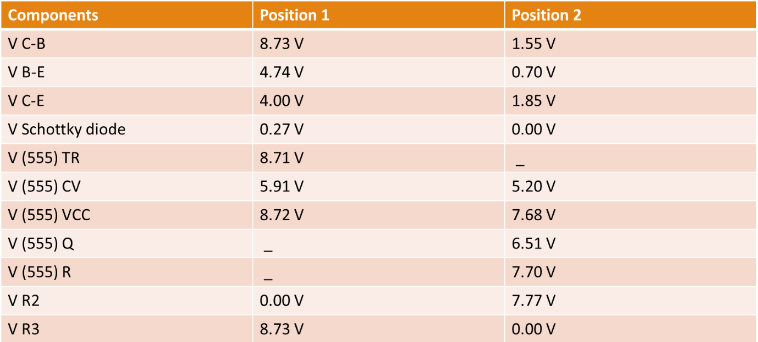 Components Position 1 Position 2
V C-B 8.73 V 1.55 V
V B-E 4.74 V 0.70 V
V C-E 4.00 V 1.85 V
V Schottky diode 0.27 V 0.00 V
V (555) TR 8.71 V _
V (555) CV 5.91 V 5.20 V
V (555) VCC 8.72 V 7.68 V
V (555) Q _ 6.51 V
V (555) R _ 7.70 V
V R2 0.00 V 7.77 V
V R3 8.73 V 0.00 V